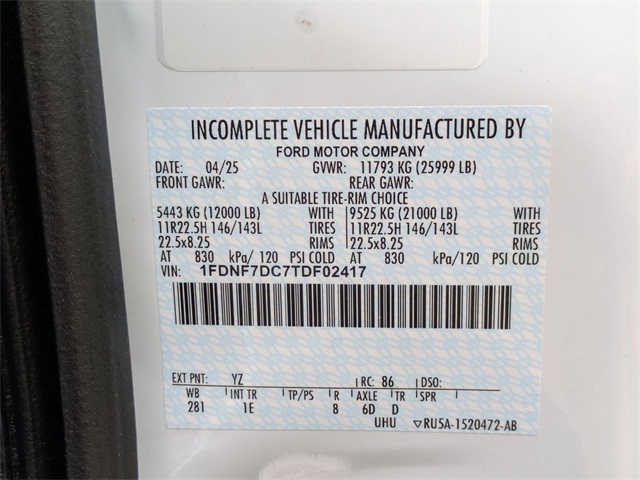 INCOMPLETE VEHICLE MANUFACTURED BY
FORD MOTOR COMPANY
DATE: 04/25 GVWR: 11793 KG (25999 LB)
FRONT GAWR: REAR GAWR:
A SUITABLE TIRE-RIM CHOICE
5443 KG (12000 LB) WITH 9525 KG (21000 LB) WITH
11R22.5H 146/143L TIRES 11R22.5H 146/143L TIRES
22.5x8.25 RIMS 22.5x8.25 RIMS
AT 830 kPa/ 120 PSI COLD AT 830 kPa/120 PSI COLD
VIN: 1FDNF7DC7TDF02417
EXT PNT: YZ RC: 86 DSO:
WB INT TR TP/PS R AXLE TR SPR
281 1E 8 6D D
UHU ▽RU5A-1520472-AB